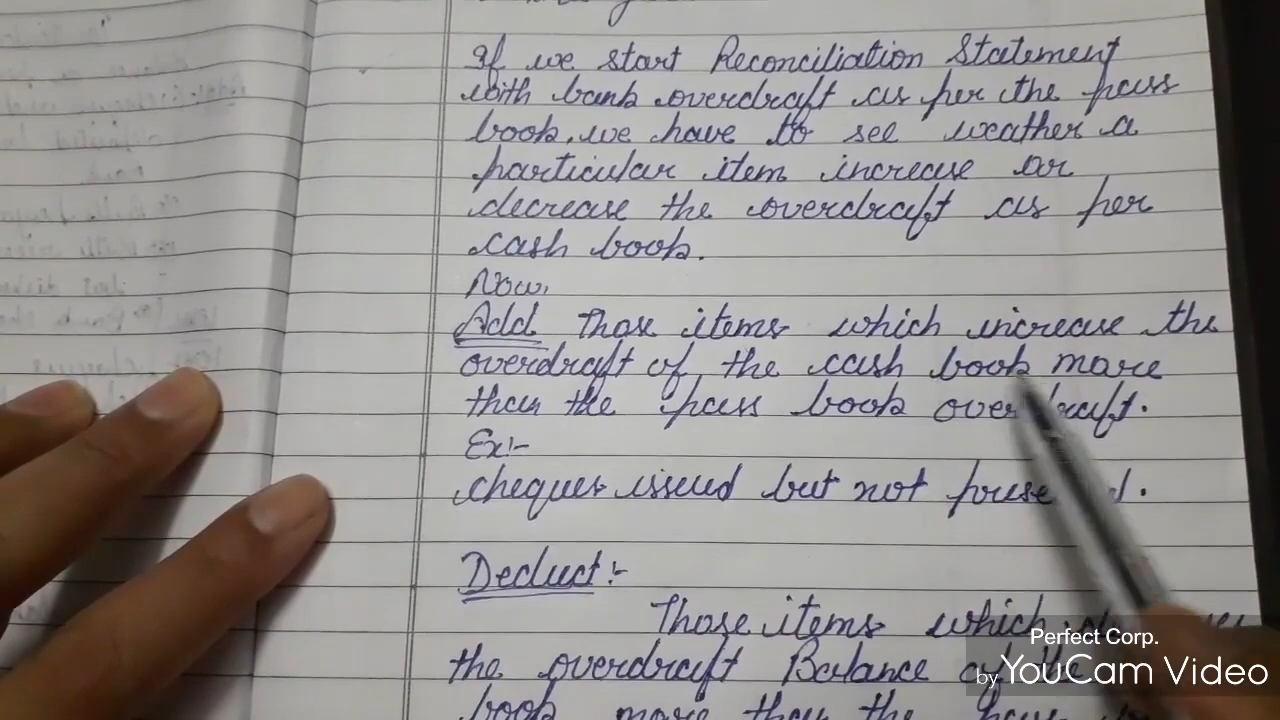 If we start Reconciliation Statement
with bank overdraft as per the pass
book, we have to see weather a
particular item increase or
decrease the overdraft as per
cash book.
Now,
Add those items which increase the
overdraft of the cash book more
than the pass book overdraft.
Ex:-
cheques issued but not
Deduct:-
Those items which
the overdraft Balance of the
book more than the pass
Perfect Corp.
by YouCam Video